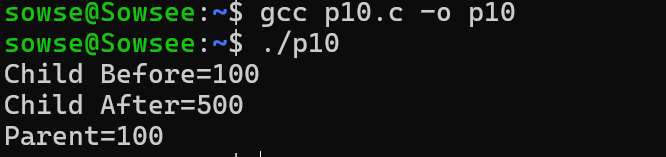 sowse@Sowsee:~$ gcc p10.c -o p10
sowse@Sowsee:~$ ./p10
Child Before=100
Child After=500
Parent=100